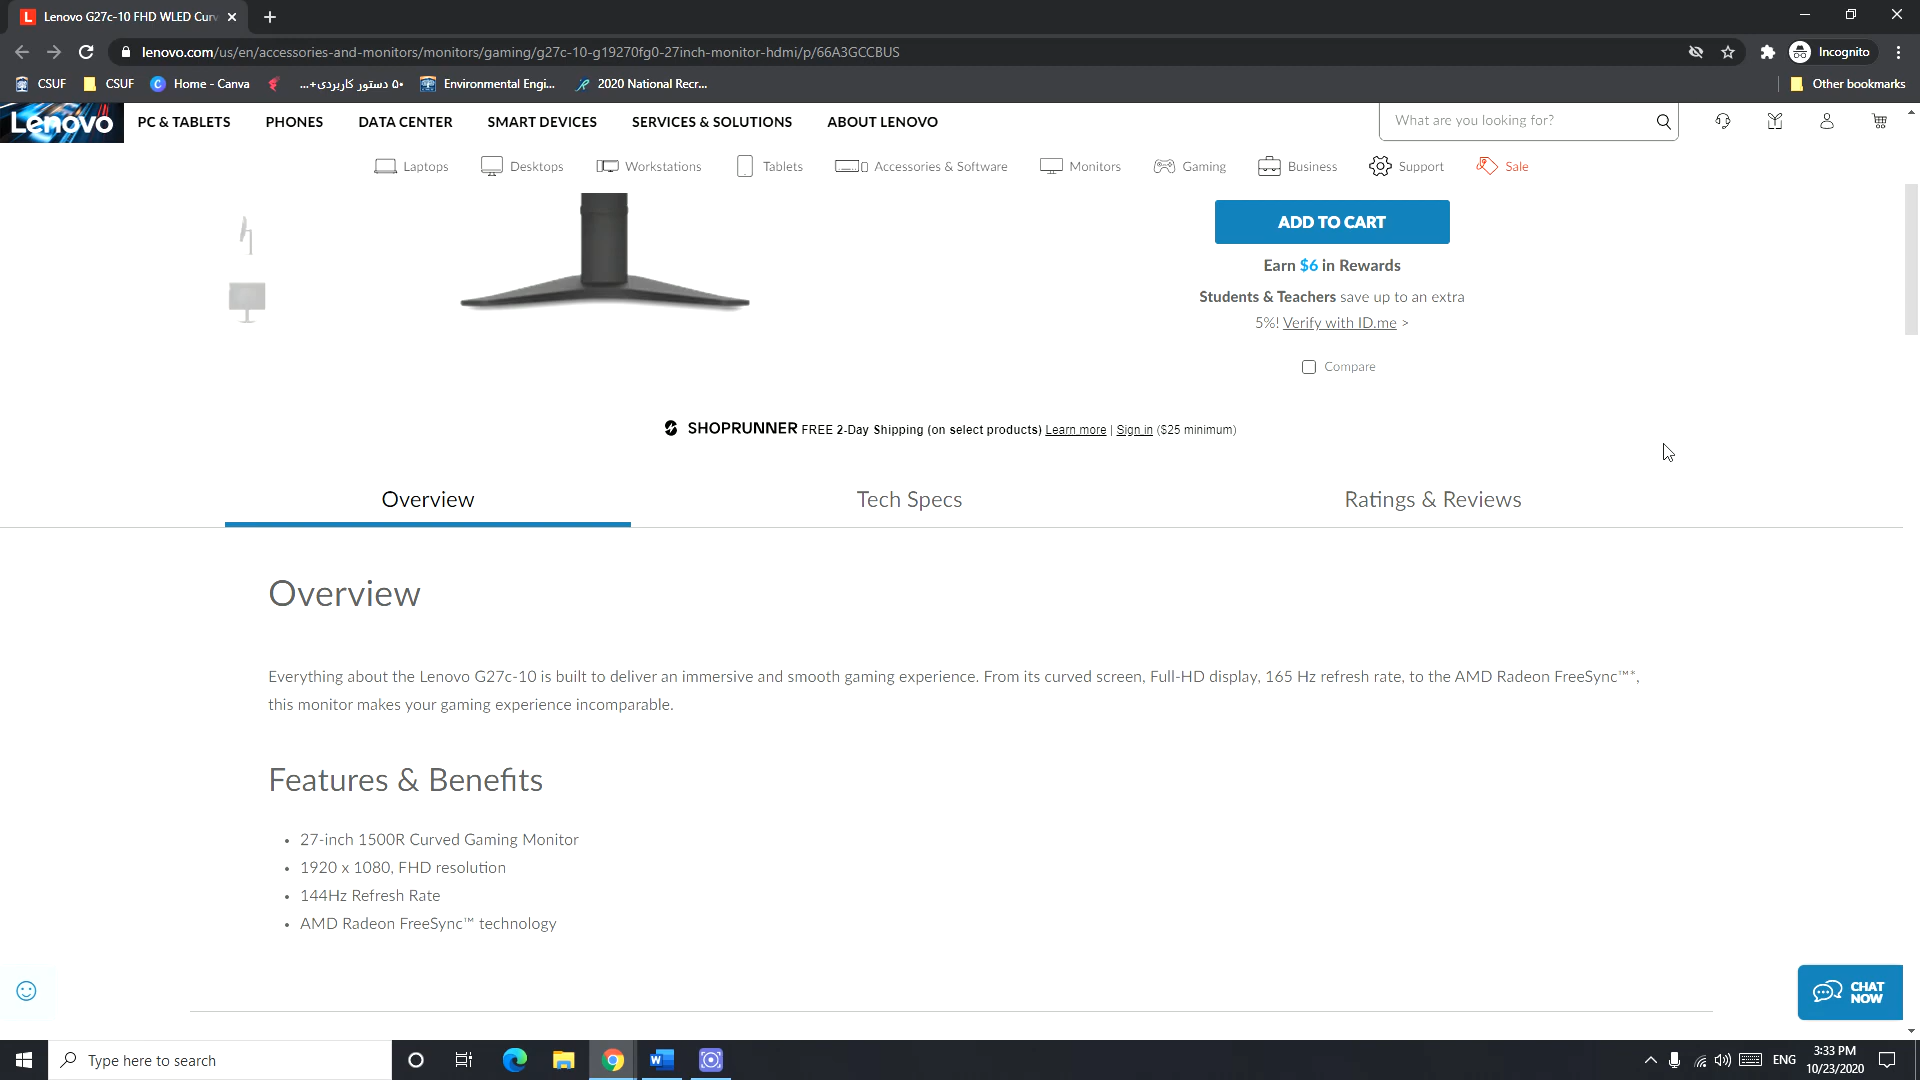 Lenovo G27c-10 FHD WLED Curv
lenovo.com/us/en/accessories-and-monitors/monitors/gaming/g27c-10-g19270fg0-27inch-monitor-hdmi/p/66A3GCCBUS
Incognito
CSUF
CSUF
Home - Canva
۵۰ دستور کاربردی+...
Environmental Engi...
2020 National Recr...
Other bookmarks
Lenovo
PC & TABLETS
PHONES
DATA CENTER
SMART DEVICES
SERVICES & SOLUTIONS
ABOUT LENOVO
What are you looking for?
Laptops
Desktops
Workstations
Tablets
Accessories & Software
Monitors
Gaming
Business
Support
Sale
ADD TO CART
Earn $6 in Rewards
Students & Teachers save up to an extra
5%! Verify with ID.me >
Compare
SHOPRUNNER FREE 2-Day Shipping (on select products) Learn more | Sign in ($25 minimum)
Overview
Tech Specs
Ratings & Reviews
Overview
Everything about the Lenovo G27c-10 is built to deliver an immersive and smooth gaming experience. From its curved screen, Full-HD display, 165 Hz refresh rate, to the AMD Radeon FreeSync™*,
this monitor makes your gaming experience incomparable.
Features & Benefits
• 27-inch 1500R Curved Gaming Monitor
• 1920 x 1080, FHD resolution
• 144Hz Refresh Rate
• AMD Radeon FreeSync™ technology
CHAT
NOW
Type here to search
ENG
3:33 PM
10/23/2020